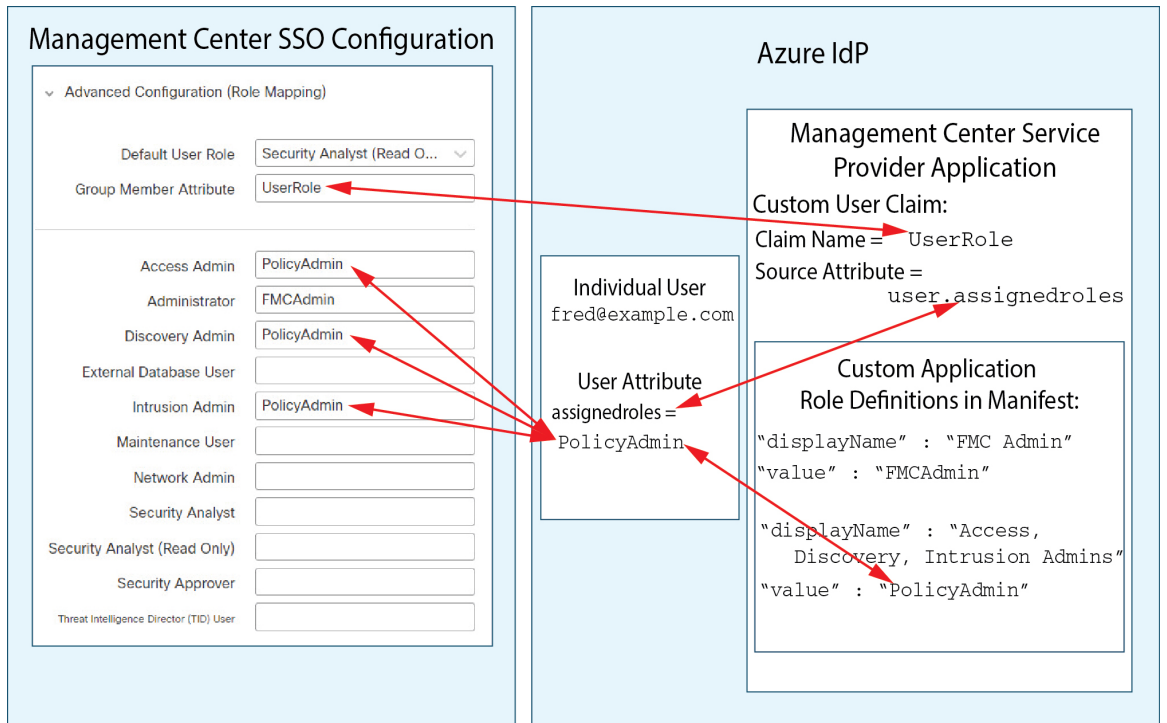 Management Center SSO Configuration
Advanced Configuration (Role Mapping)
Default User Role Security Analyst (Read O...
Group Member Attribute UserRole
Access Admin PolicyAdmin
Administrator FMCAdmin
Discovery Admin PolicyAdmin
External Database User
Intrusion Admin PolicyAdmin
Maintenance User
Network Admin
Security Analyst
Security Analyst (Read Only)
Security Approver
Threat Intelligence Director (TID) User
Azure IdP
Individual User
fred@example.com
User Attribute
assignedroles =
PolicyAdmin
Management Center Service
Provider Application
Custom User Claim:
Claim Name = UserRole
Source Attribute =
user.assignedroles
Custom Application
Role Definitions in Manifest:
“displayName” : “FMC Admin”
“value” : “FMCAdmin”
“displayName” : “Access,
Discovery, Intrusion Admins”
“value” : “PolicyAdmin”